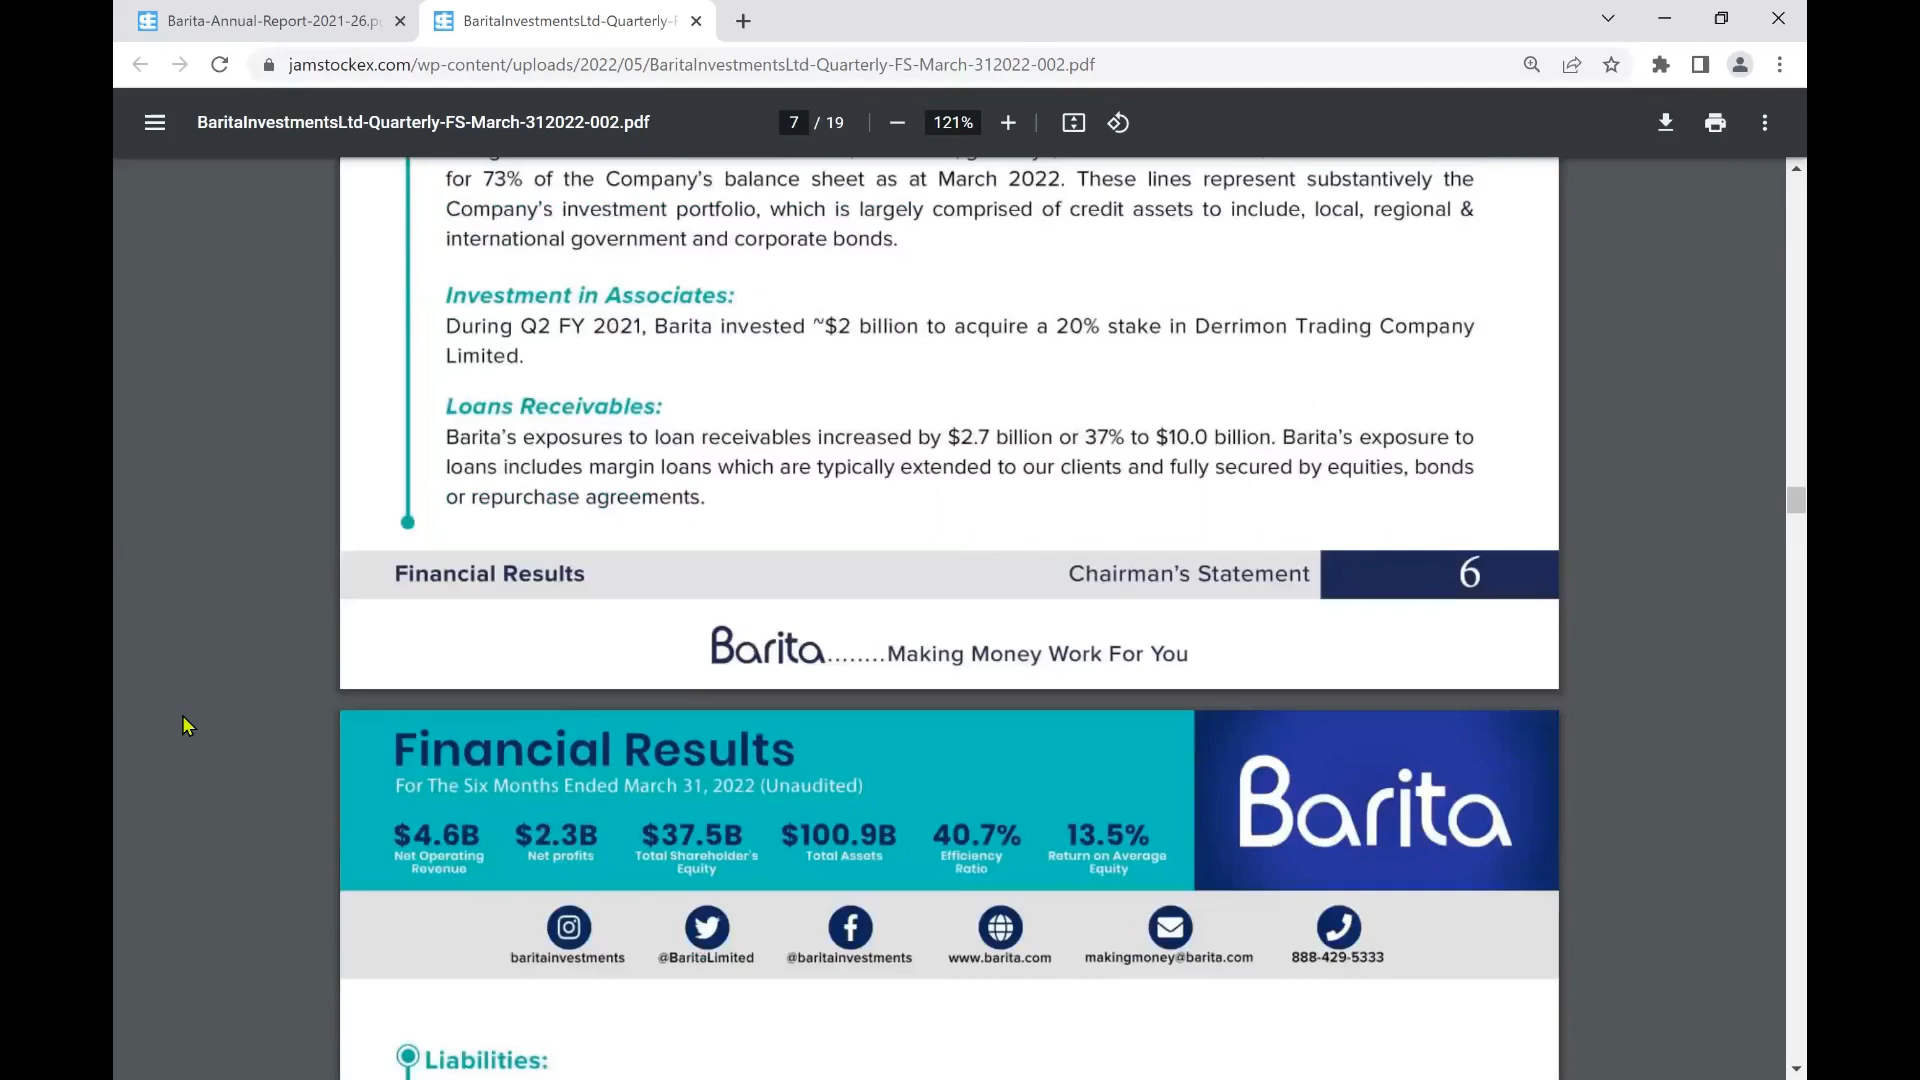 Barita-Annual-Report-2021-26.p
BaritaInvestmentsLtd-Quarterly-F
jamstockex.com/wp-content/uploads/2022/05/BaritaInvestmentsLtd-Quarterly-FS-March-312022-002.pdf
BaritaInvestmentsLtd-Quarterly-FS-March-312022-002.pdf
7 / 19
121%
for 73% of the Company's balance sheet as at March 2022. These lines represent substantively the
Company's investment portfolio, which is largely comprised of credit assets to include, local, regional &
international government and corporate bonds.
Investment in Associates:
During Q2 FY 2021, Barita invested ~$2 billion to acquire a 20% stake in Derrimon Trading Company
Limited.
Loans Receivables:
Barita's exposures to loan receivables increased by $2.7 billion or 37% to $10.0 billion. Barita's exposure to
loans includes margin loans which are typically extended to our clients and fully secured by equities, bonds
or repurchase agreements.
Financial Results
Chairman's Statement
6
Barita........Making Money Work For You
Financial Results
For The Six Months Ended March 31, 2022 (Unaudited)
$4.6B $2.3B $37.5B $100.9B 40.7% 13.5%
Net Operating Net profits Total Shareholder's Total Assets Efficiency Return on Average
Revenue Equity Ratio Equity
Barita
baritainvestments @BaritaLimited @baritainvestments www.barita.com makingmoney@barita.com 888-429-5333
Liabilities: